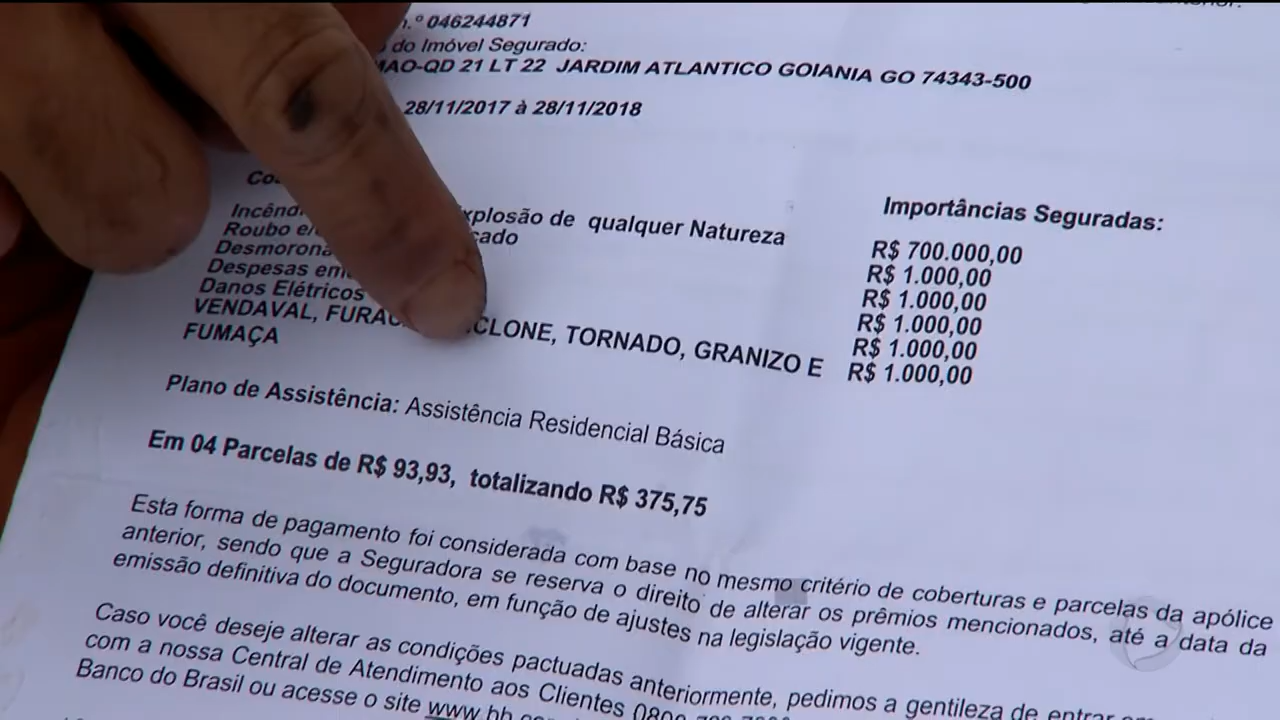 n.º 046244871
do Imóvel Segurado:
QD 21 LT 22 JARDIM ATLANTICO GOIANIA GO 74343-500
28/11/2017 à 28/11/2018
Importâncias Seguradas:
xplosão de qualquer Natureza R$ 700.000,00
Roubo R$ 1.000,00
R$ 1.000,00
Despesas R$ 1.000,00
Danos Elétricos R$ 1.000,00
VENDAVAL, CLONE, TORNADO, GRANIZO E R$ 1.000,00
FUMAÇA
Plano de Assistência: Assistência Residencial Básica
Em 04 Parcelas de R$ 93,93, totalizando R$ 375,75
Esta forma de pagamento foi considerada com base no mesmo critério de coberturas e parcelas da apólice
anterior, sendo que a Seguradora se reserva o direito de alterar os prêmios mencionados, até a data da
emissão definitiva do documento, em função de ajustes na legislação vigente.
Caso você deseje alterar as condições pactuadas anteriormente, pedimos a gentileza de entrar em
com a nossa Central de Atendimento aos Clientes 0800
Banco do Brasil ou acesse o site